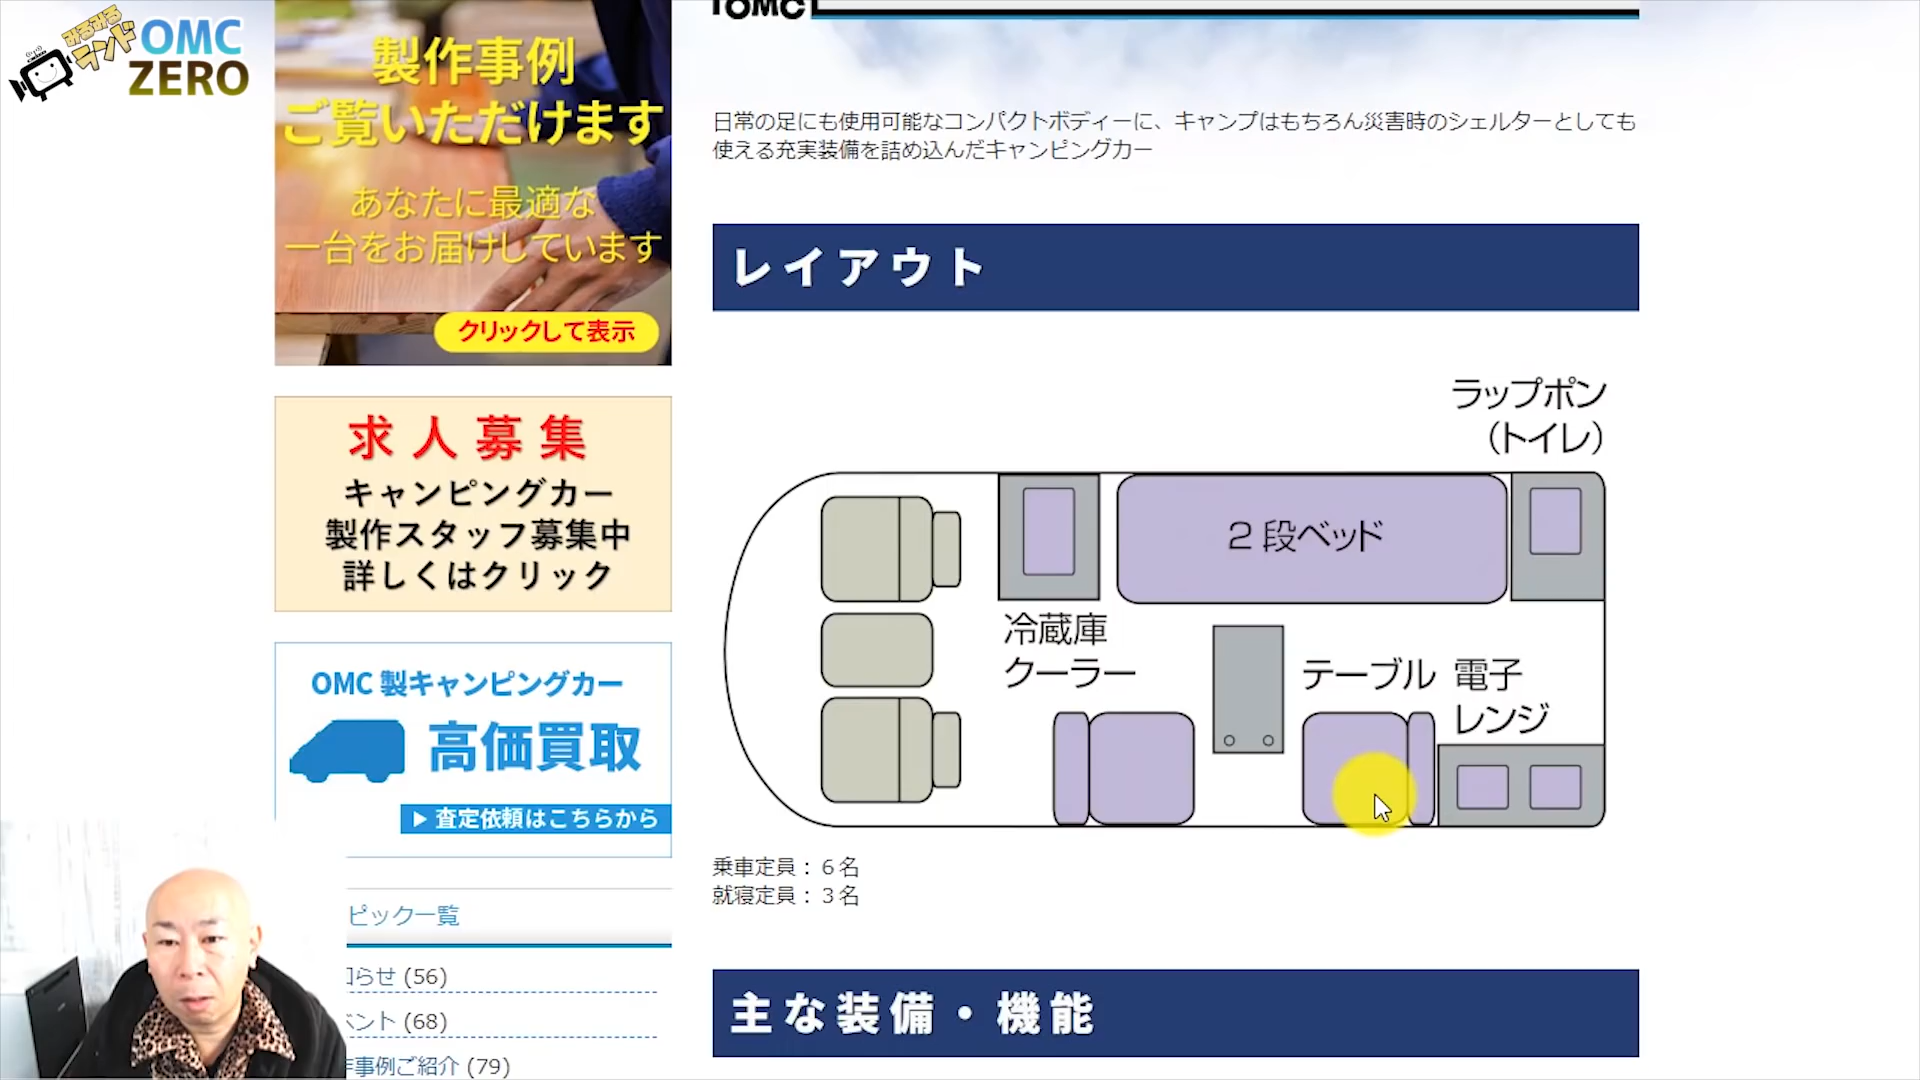 みるみる
ランド
OMC
ZERO
製作事例
ご覧いただけます
あなたに最適な
一台をお届けしています
クリックして表示
求人募集
キャンピングカー
製作スタッフ募集中
詳しくはクリック
OMC 製キャンピングカー
高価買取
▶ 査定依頼はこちらから
ピック一覧
知らせ (56)
ベント (68)
作事例ご紹介 (79)
OMC
日常の足にも使用可能なコンパクトボディーに、キャンプはもちろん災害時のシェルターとしても
使える充実装備を詰め込んだキャンピングカー
レイアウト
ラップポン
（トイレ）
2段ベッド
冷蔵庫
クーラー
テーブル
電子
レンジ
乗車定員： 6名
就寝定員： 3名
主な装備・機能